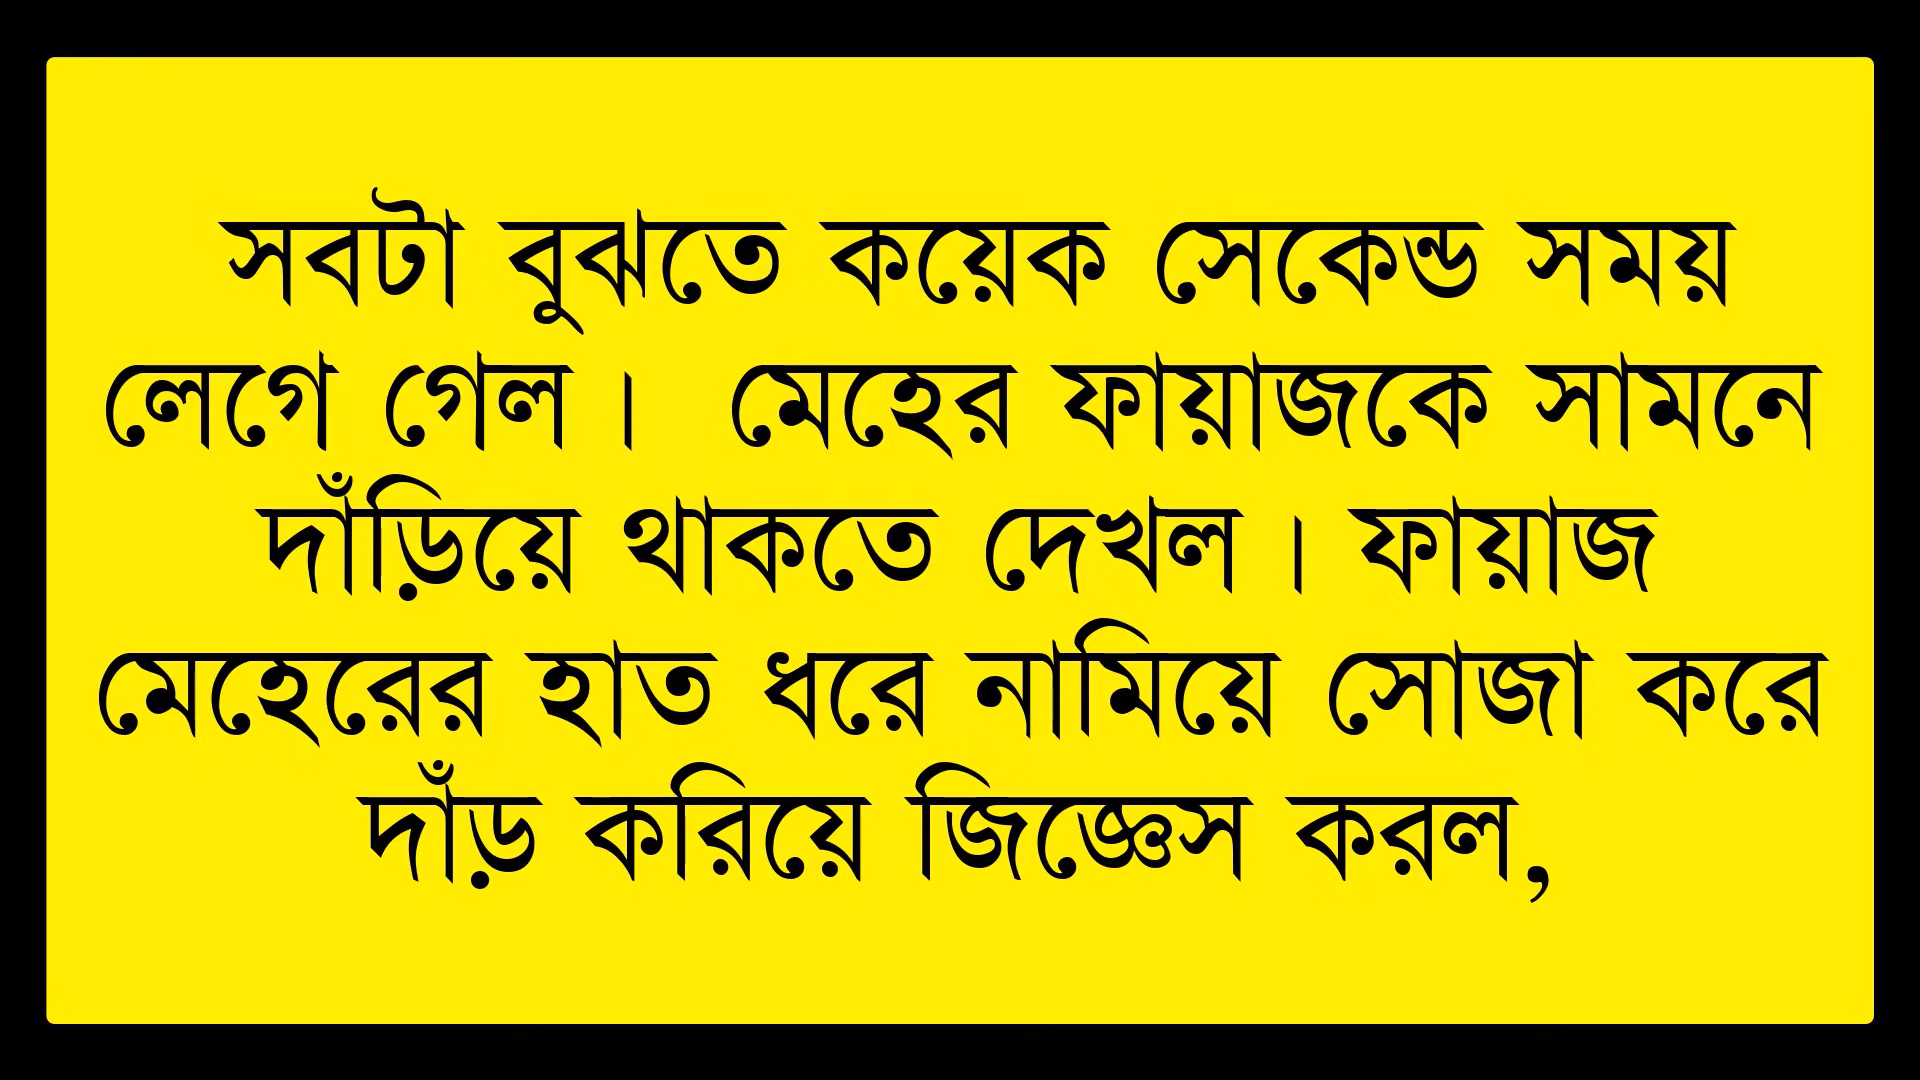 সবটা বুঝতে কয়েক সেকেন্ড সময়
লেগে গেল। মেহের ফায়াজকে সামনে
দাঁড়িয়ে থাকতে দেখল। ফায়াজ
মেহেরের হাত ধরে নামিয়ে সোজা করে
দাঁড় করিয়ে জিজ্ঞেস করল,